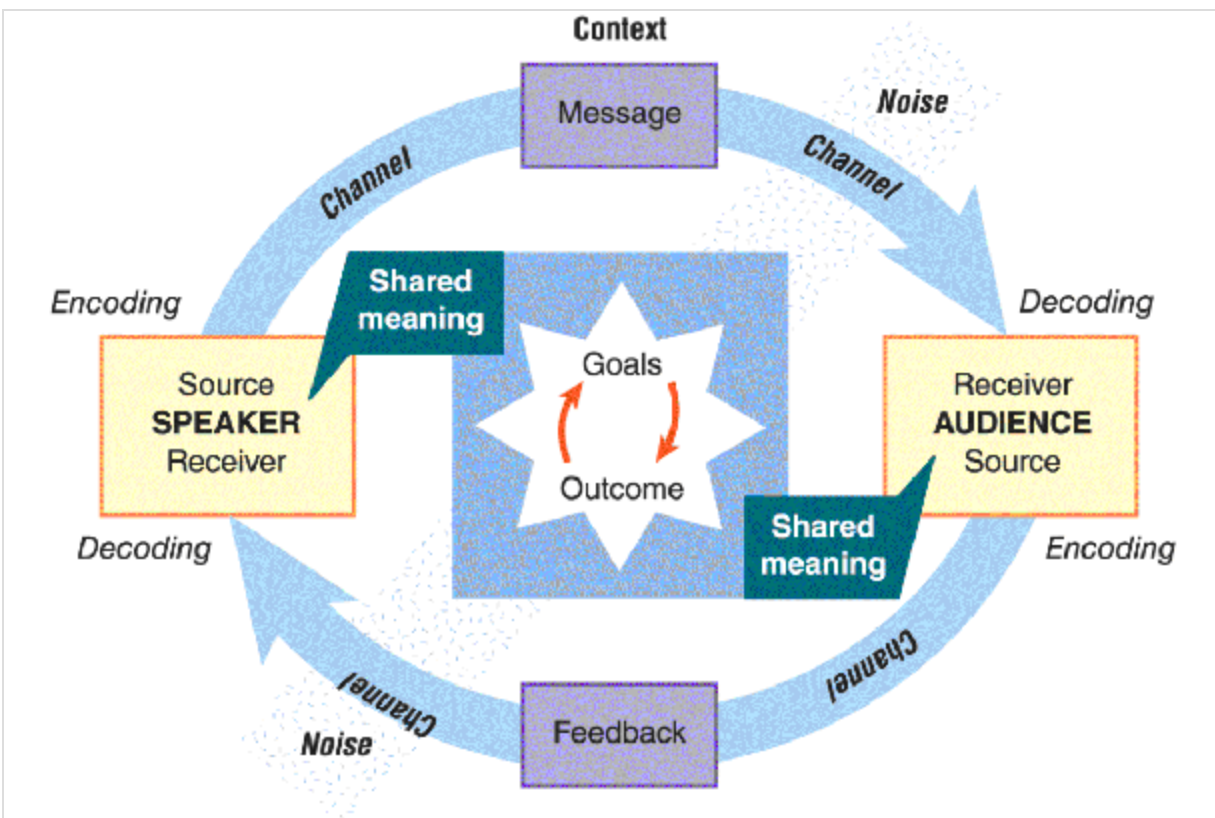 Context
Message
Noise
Channel
Channel
Shared
meaning
Encoding
Decoding
Source
SPEAKER
Receiver
Goals
Outcome
Receiver
AUDIENCE
Source
Shared
meaning
Decoding
Encoding
Channel
Channel
Feedback
Noise